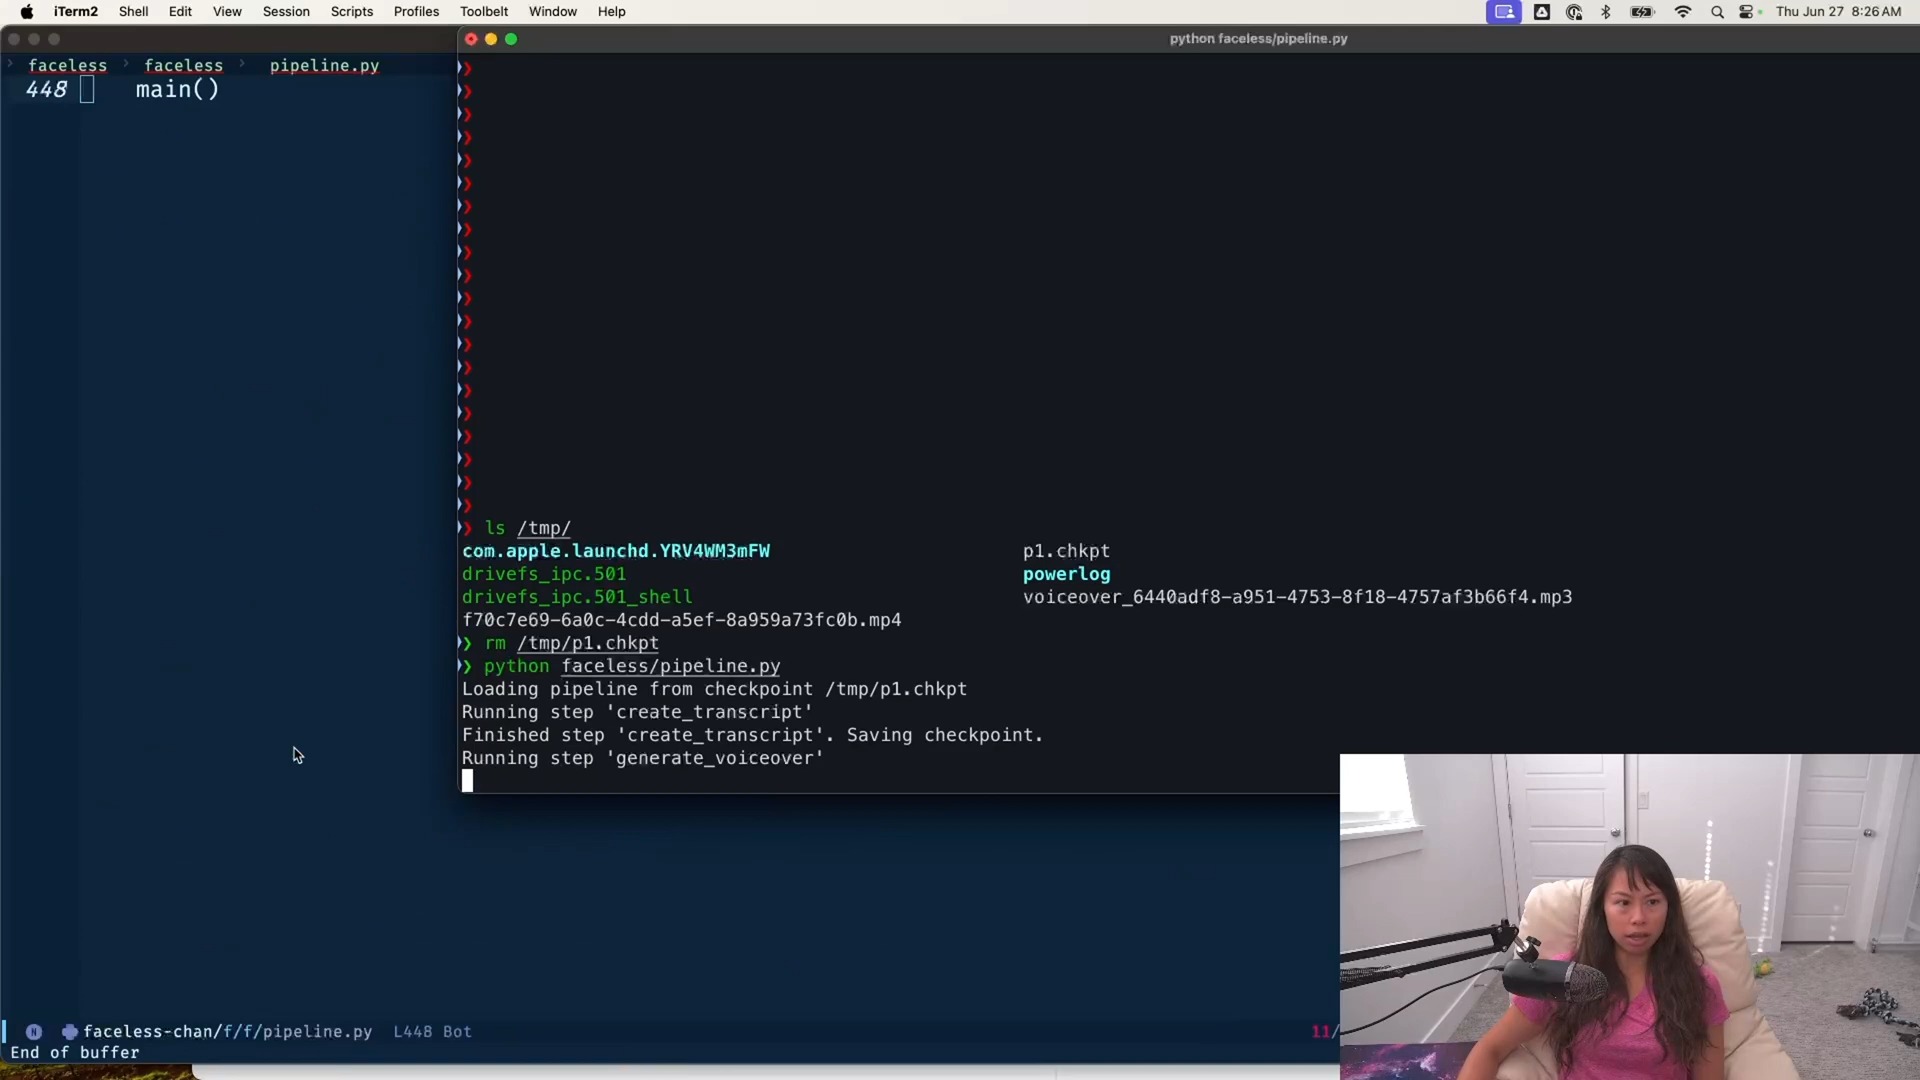 iTerm2 Shell Edit View Session Scripts Profiles Toolbelt Window Help Thu Jun 27 8:26 AM
python faceless/pipeline.py
faceless > faceless > pipeline.py
448 main()
❯ ls /tmp/
com.apple.launchd.YRV4WM3mFW p1.chkpt
drivefs_ipc.501 powerlog
drivefs_ipc.501_shell voiceover_6440adf8-a951-4753-8f18-4757af3b66f4.mp3
f70c7e69-6a0c-4cdd-a5ef-8a959a73fc0b.mp4
❯ rm /tmp/p1.chkpt
❯ python faceless/pipeline.py
Loading pipeline from checkpoint /tmp/p1.chkpt
Running step 'create_transcript'
Finished step 'create_transcript'. Saving checkpoint.
Running step 'generate_voiceover'
N faceless-chan/f/f/pipeline.py L448 Bot 11/
End of buffer